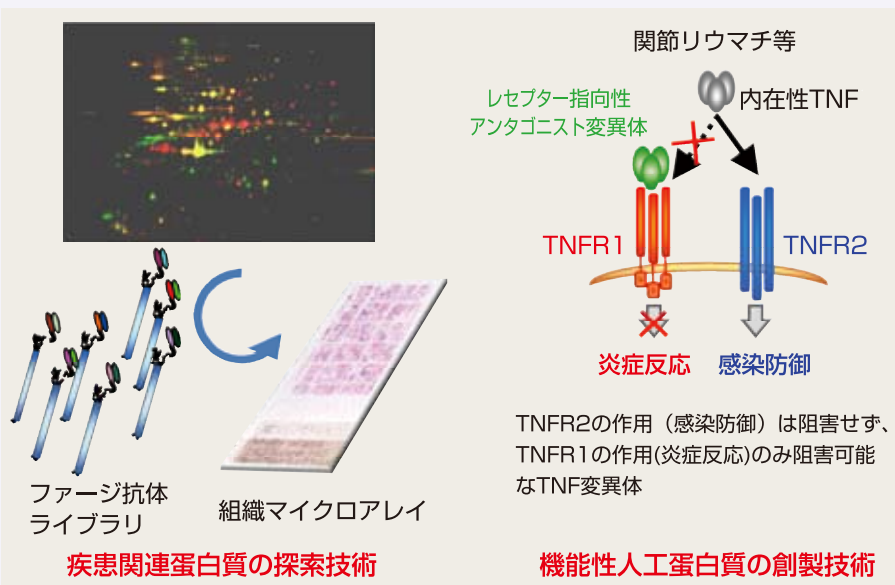 ファージ抗体
ライブラリ
組織マイクロアレイ
疾患関連蛋白質の探索技術
関節リウマチ等
内在性TNF
レセプター指向性
アンタゴニスト変異体
TNFR1
TNFR2
炎症反応
感染防御
TNFR2の作用（感染防御）は阻害せず、
TNFR1の作用(炎症反応)のみ阻害可能
なTNF変異体
機能性人工蛋白質の創製技術